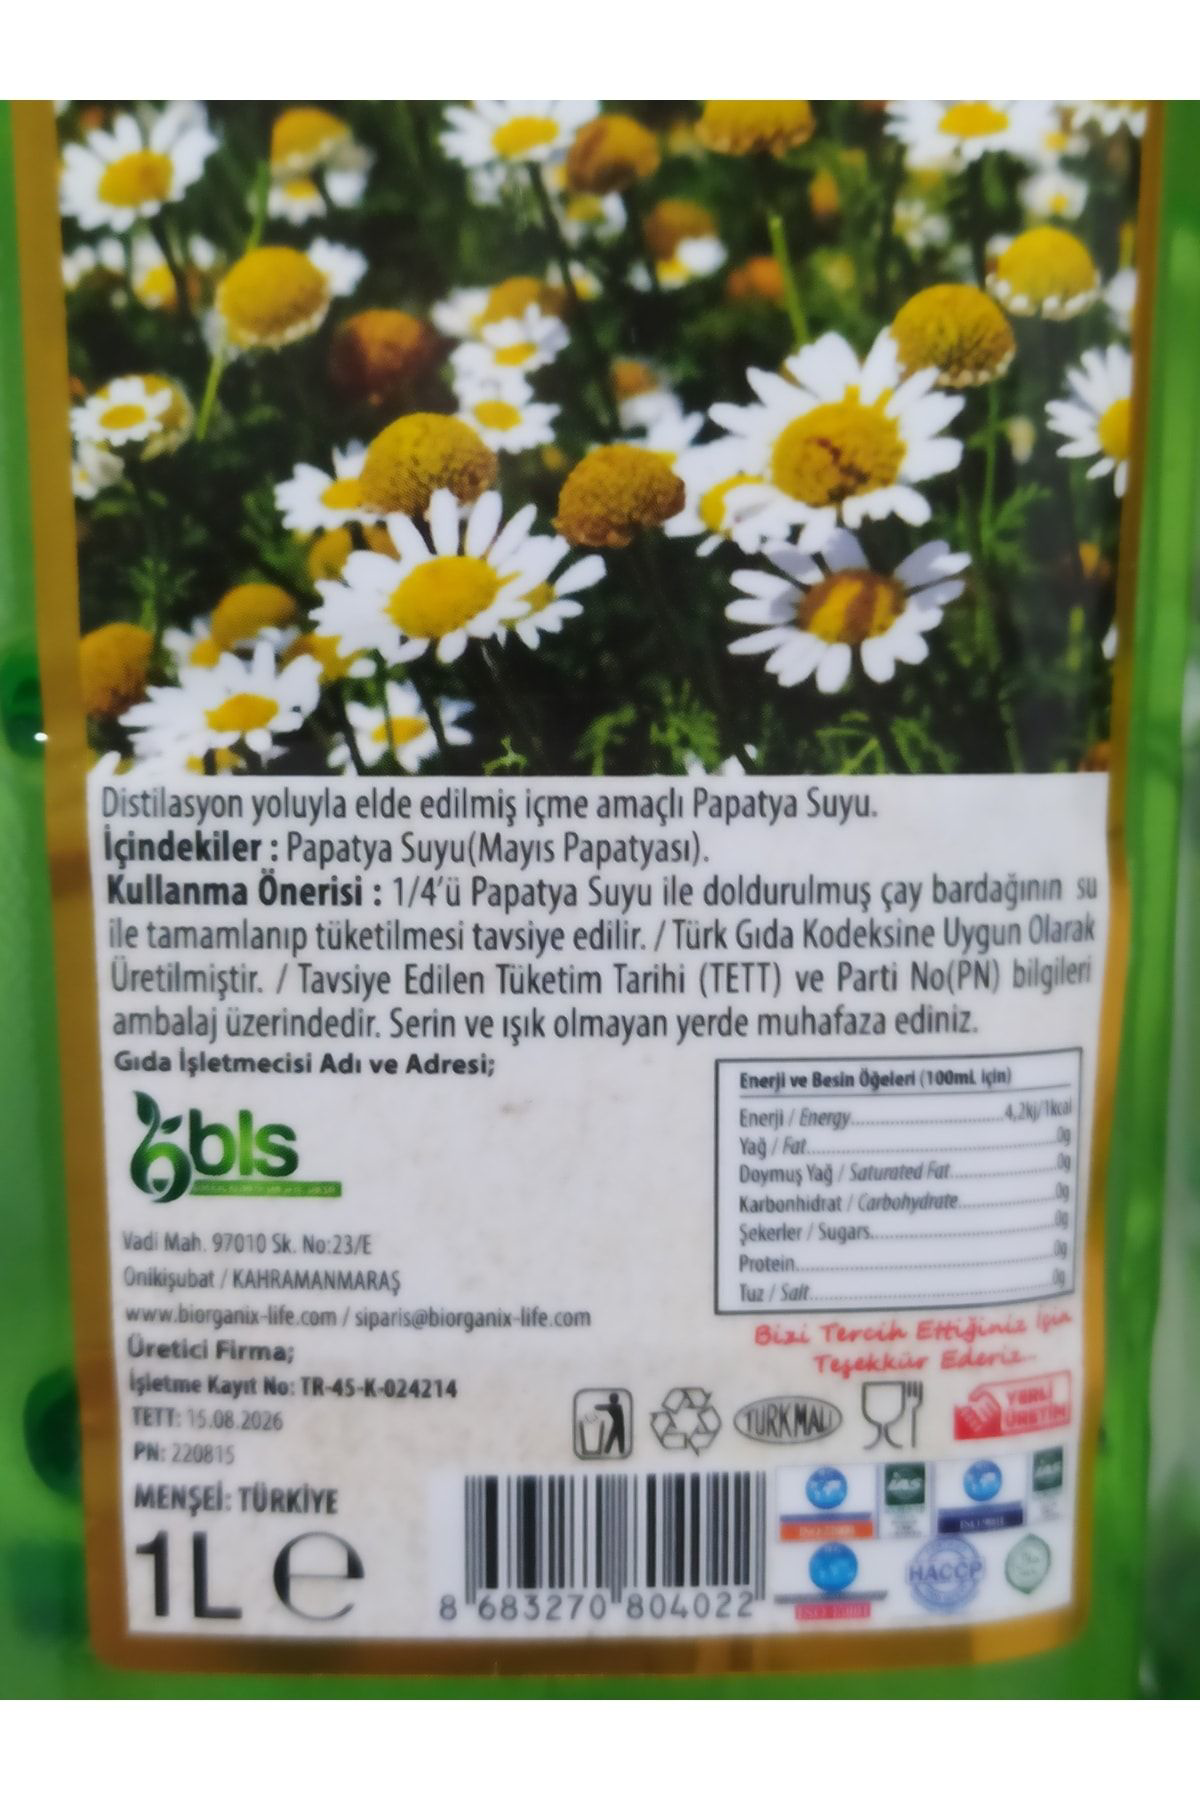 Distilasyon yoluyla elde edilmiş içme amaçlı Papatya Suyu.
İçindekiler : Papatya Suyu(Mayıs Papatyası).
Kullanma Önerisi : 1/4'ü Papatya Suyu ile doldurulmuş çay bardağının su
ile tamamlanıp tüketilmesi tavsiye edilir. / Türk Gıda Kodeksine Uygun Olarak
Üretilmiştir. / Tavsiye Edilen Tüketim Tarihi (TETT) ve Parti No(PN) bilgileri
ambalaj üzerindedir. Serin ve ışık olmayan yerde muhafaza ediniz.
Gıda İşletmecisi Adı ve Adresi;
bls
Vadi Mah. 97010 Sk. No:23/E
Onikişubat / KAHRAMANMARAŞ
www.biorganix-life.com / siparis@biorganix-life.com
Üretici Firma;
İşletme Kayıt No: TR-45-K-024214
TETT: 15.08.2026
PN: 220815
MENŞEİ: TÜRKİYE
1L e
Enerji ve Besin Öğeleri (100mL için)
Enerji / Energy....................4,2kj/1kcal
Yağ / Fat....................0g
Doymuş Yağ / Saturated Fat....................0g
Karbonhidrat / Carbohydrate....................0g
Şekerler / Sugars....................0g
Protein....................0g
Tuz / Salt....................0g
Bizi Tercih Ettiğiniz İçin
Teşekkür Ederiz...
TÜRK MALI
YERLİ
ÜRETİM
8 683270 804022
ISO 22000
ias
ISO 9001
ias
HACCP